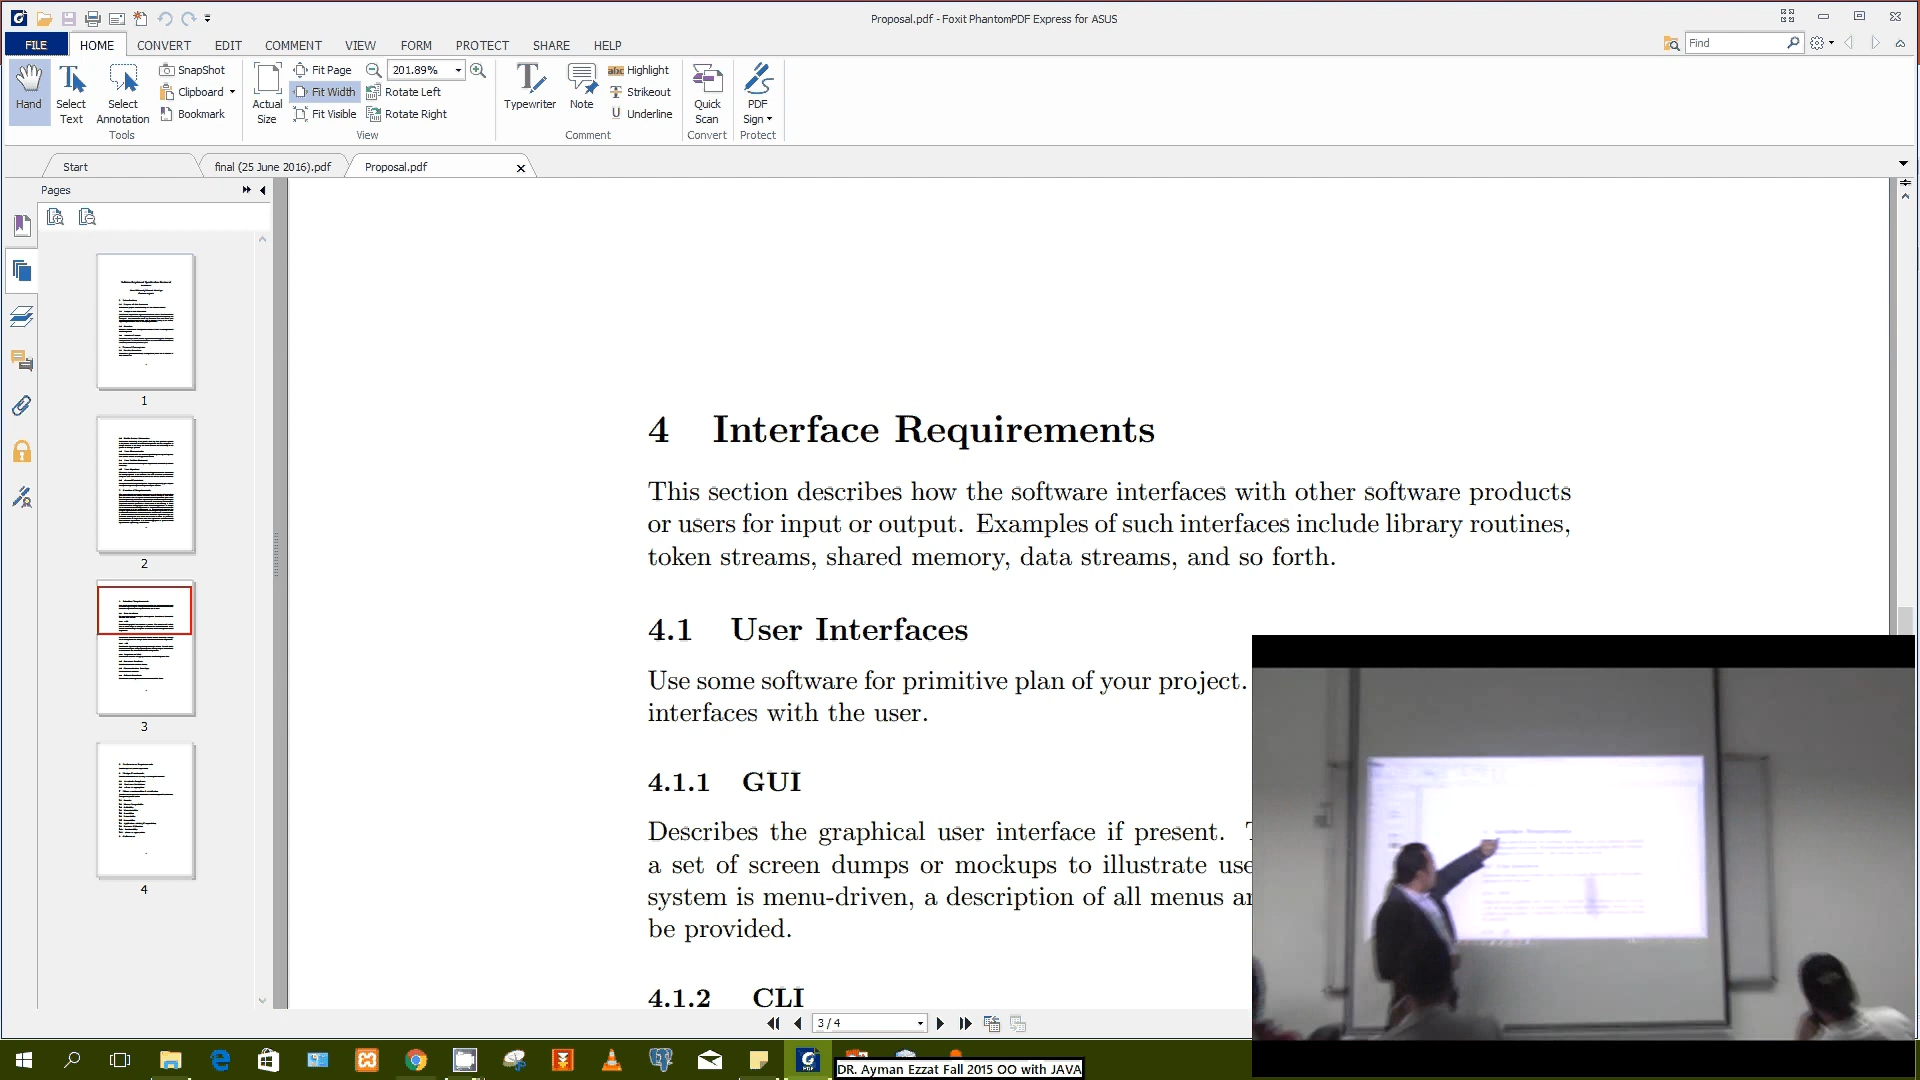 Proposal.pdf - Foxit PhantomPDF Express for ASUS
FILE HOME CONVERT EDIT COMMENT VIEW FORM PROTECT SHARE HELP
Find
Hand
Select Text
Select Annotation
SnapShot
Clipboard
Bookmark
Tools
Actual Size
Fit Page
Fit Width
Fit Visible
201.89%
Rotate Left
Rotate Right
View
Typewriter
Note
abc Highlight
Strikeout
Underline
Comment
Quick Scan
Convert
PDF Sign
Protect
Start
final (25 June 2016).pdf
Proposal.pdf
Pages
1
2
3
4
4 Interface Requirements
This section describes how the software interfaces with other software products
or users for input or output. Examples of such interfaces include library routines,
token streams, shared memory, data streams, and so forth.
4.1 User Interfaces
Use some software for primitive plan of your project.
interfaces with the user.
4.1.1 GUI
Describes the graphical user interface if present.
a set of screen dumps or mockups to illustrate
system is menu-driven, a description of all menus
be provided.
4.1.2 CLI
3 / 4
DR. Ayman Ezzat Fall 2015 OO with JAVA